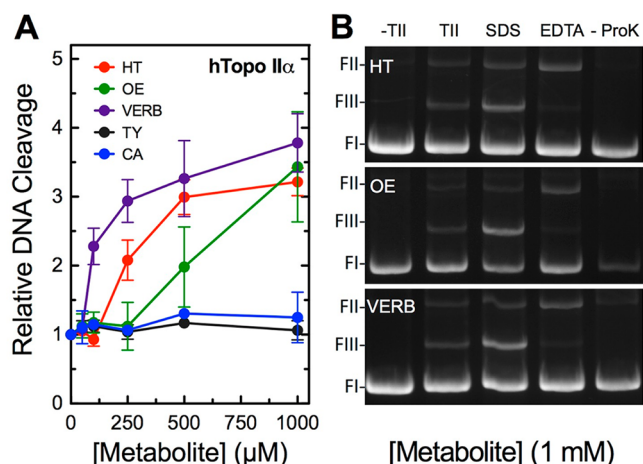 A
hTopo IIα
HT
OE
VERB
TY
CA
Relative DNA Cleavage
5
4
3
2
1
0
0 250 500 750 1000
[Metabolite] (µM)
B
-TII TII SDS EDTA - ProK
FII
HT
FIII
FI
FII
OE
FIII
FI
FII
VERB
FIII
FI
[Metabolite] (1 mM)